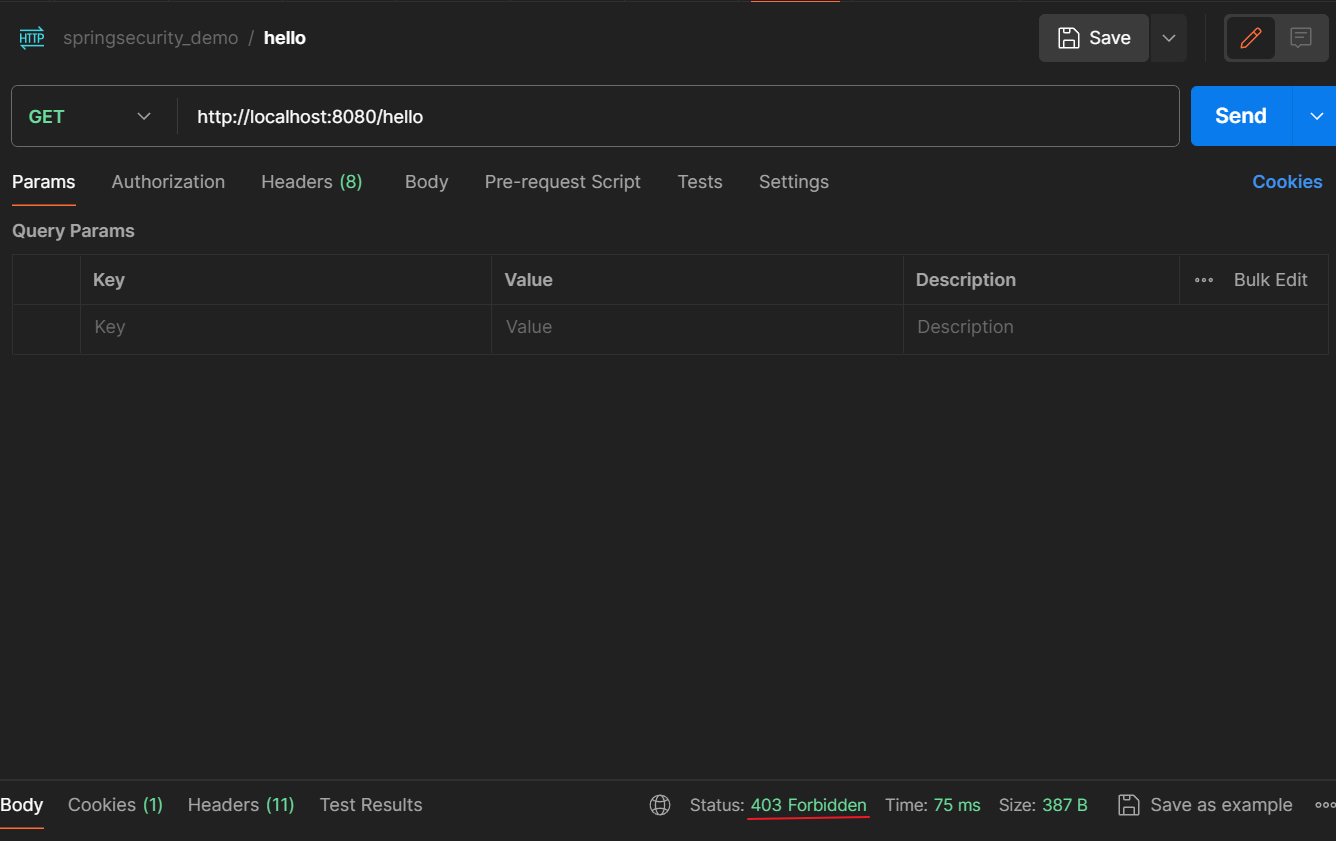 HTTP springsecurity_demo / hello Save
GET http://localhost:8080/hello Send
Params Authorization Headers (8) Body Pre-request Script Tests Settings Cookies
Query Params
Key Value Description Bulk Edit
Key Value Description
Body Cookies (1) Headers (11) Test Results Status: 403 Forbidden Time: 75 ms Size: 387 B Save as example